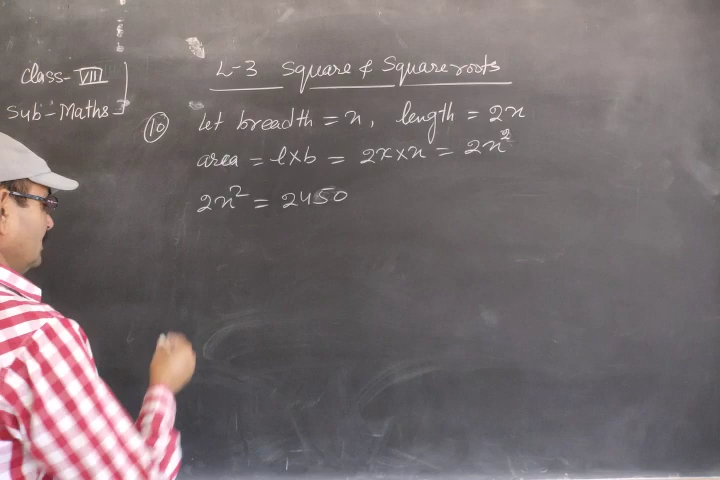 L-3 Square & Square roots
Class-VIII
Sub-Maths
(10) Let breadth = x, length = 2x
area = l×b = 2x×x = 2x²
2x² = 2450